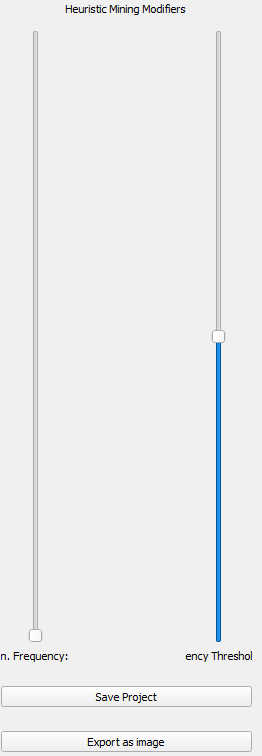 Heuristic Mining Modifiers
n. Frequency: ency Threshol
Save Project
Export as image